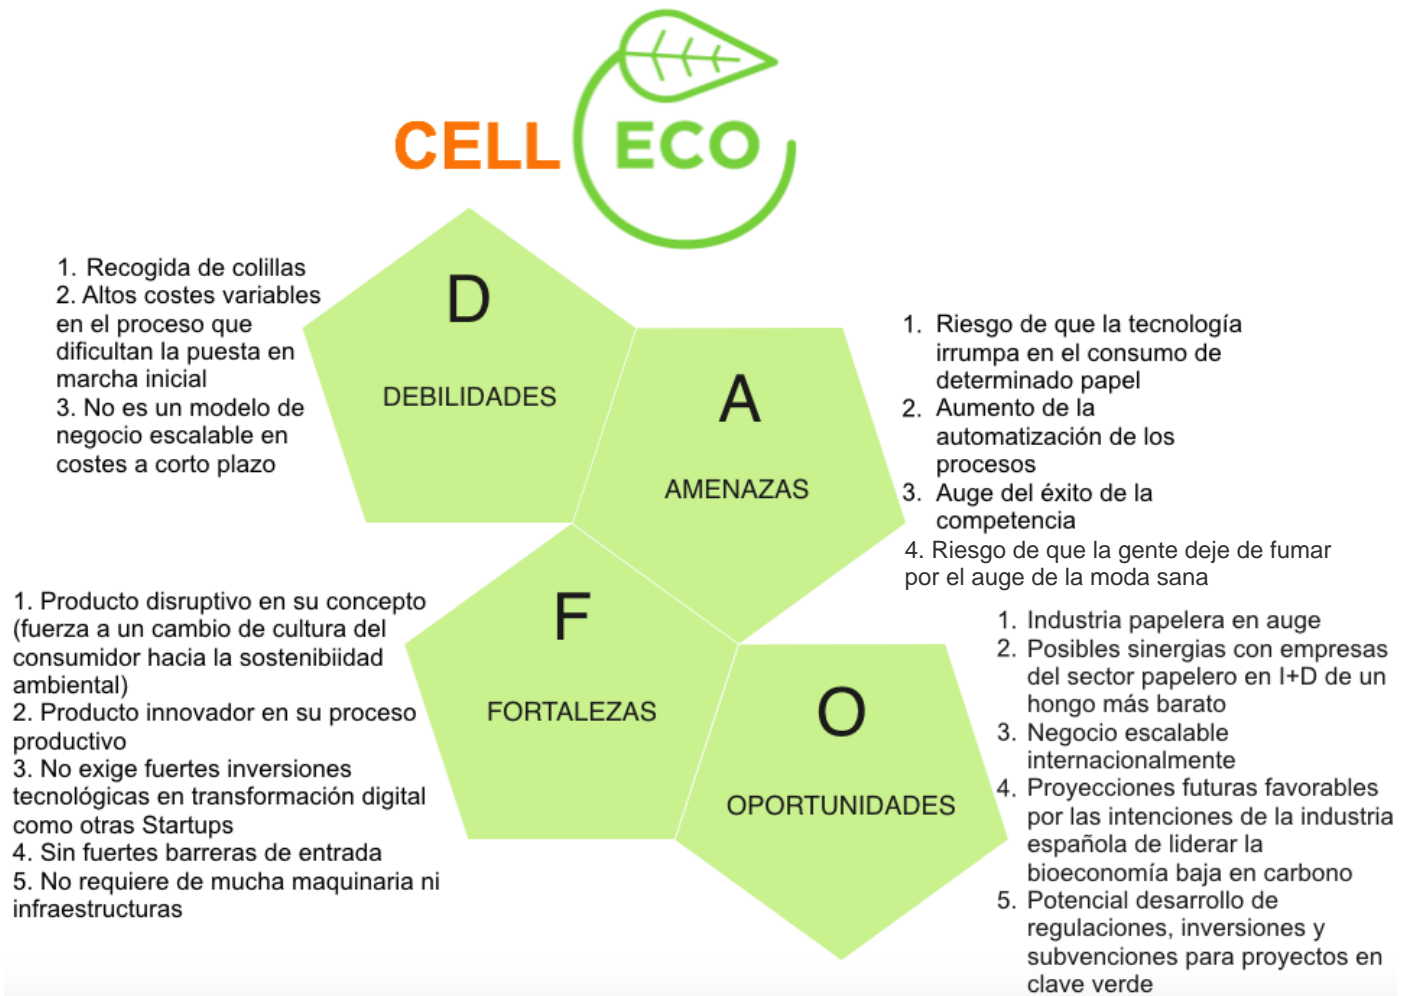 CELL ECO
D
DEBILIDADES
1. Recogida de colillas
2. Altos costes variables
en el proceso que
dificultan la puesta en
marcha inicial
3. No es un modelo de
negocio escalable en
costes a corto plazo
A
AMENAZAS
1. Riesgo de que la tecnología
irrumpa en el consumo de
determinado papel
2. Aumento de la
automatización de los
procesos
3. Auge del éxito de la
competencia
4. Riesgo de que la gente deje de fumar
por el auge de la moda sana
F
FORTALEZAS
1. Producto disruptivo en su concepto
(fuerza a un cambio de cultura del
consumidor hacia la sostenibiidad
ambiental)
2. Producto innovador en su proceso
productivo
3. No exige fuertes inversiones
tecnológicas en transformación digital
como otras Startups
4. Sin fuertes barreras de entrada
5. No requiere de mucha maquinaria ni
infraestructuras
O
OPORTUNIDADES
1. Industria papelera en auge
2. Posibles sinergias con empresas
del sector papelero en I+D de un
hongo más barato
3. Negocio escalable
internacionalmente
4. Proyecciones futuras favorables
por las intenciones de la industria
española de liderar la
bioeconomía baja en carbono
5. Potencial desarrollo de
regulaciones, inversiones y
subvenciones para proyectos en
clave verde